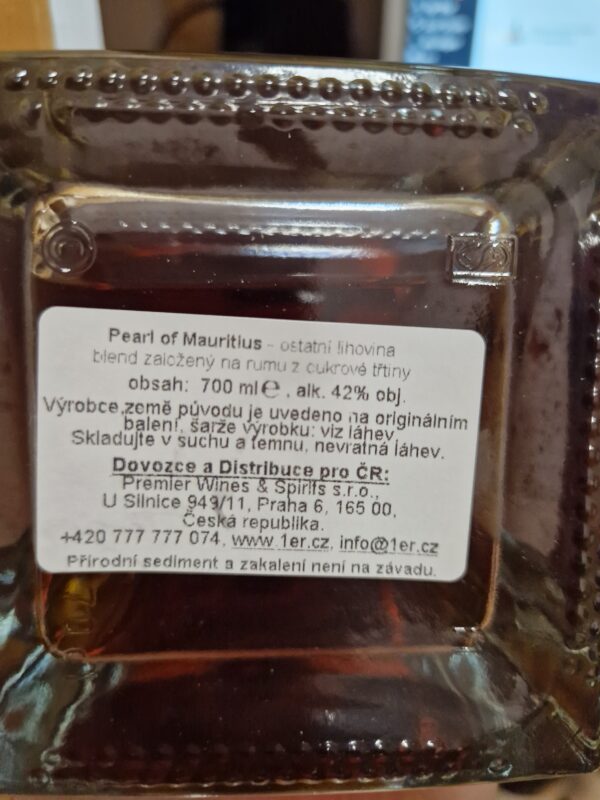 Pearl of Mauritius - ostatní lihovina
blend založený na rumu z cukrové třtiny
obsah: 700 ml ℮ , alk. 42% obj.
Výrobce,země původu je uvedeno na originálním
balení, šarže výrobku: viz láhev.
Skladujte v suchu a temnu, nevratná láhev.
Dovozce a Distribuce pro ČR:
Premier Wines & Spirits s.r.o.,
U Silnice 949/11, Praha 6, 165 00,
Česká republika.
+420 777 777 074, www.1er.cz, info@1er.cz
Přírodní sediment a zakalení není na závadu.